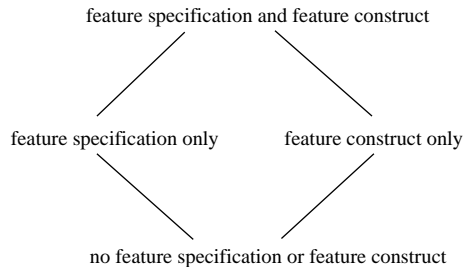 feature specification and feature construct
feature specification only
feature construct only
no feature specification or feature construct